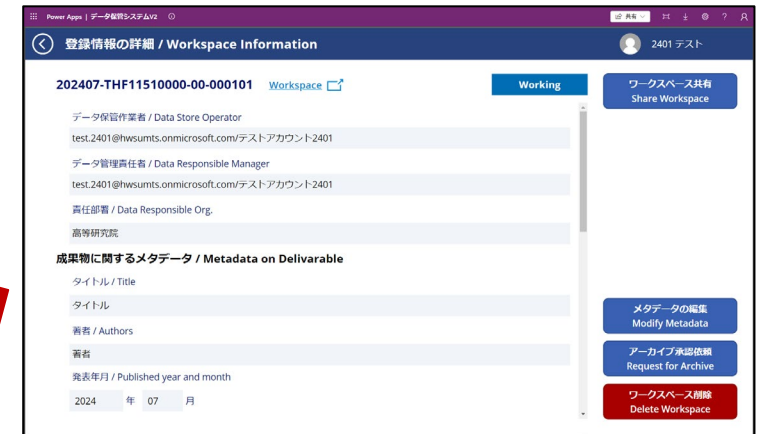 Power Apps | データ保管システムV2
共有
?
登録情報の詳細 / Workspace Information
2401 テスト
202407-THF11510000-00-000101 Workspace
Working
ワークスペース共有
Share Workspace
データ保管作業者 / Data Store Operator
test.2401@hwsumts.onmicrosoft.com/テストアカウント2401
データ管理責任者 / Data Responsible Manager
test.2401@hwsumts.onmicrosoft.com/テストアカウント2401
責任部署 / Data Responsible Org.
高等研究院
成果物に関するメタデータ / Metadata on Delivarable
タイトル / Title
タイトル
著者 / Authors
著者
発表年月 / Published year and month
2024 年 07 月
メタデータの編集
Modify Metadata
アーカイブ承認依頼
Request for Archive
ワークスペース削除
Delete Workspace